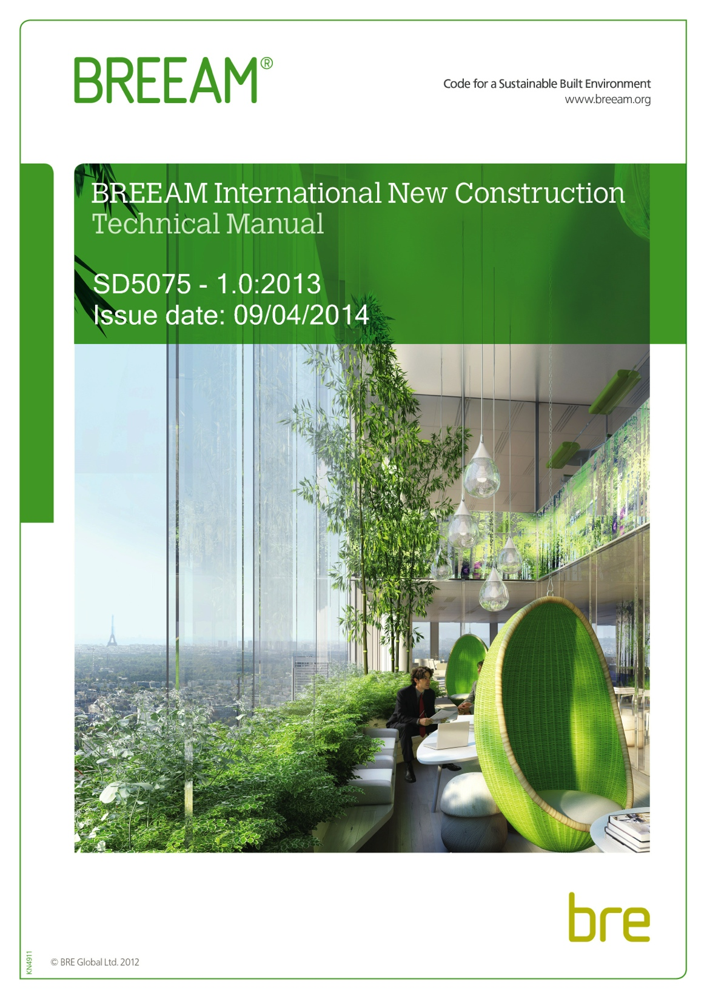 BREEAM®
Code for a Sustainable Built Environment
www.breeam.org
BREEAM International New Construction
Technical Manual
SD5075 - 1.0:2013
Issue date: 09/04/2014
bre
KN4911
© BRE Global Ltd. 2012